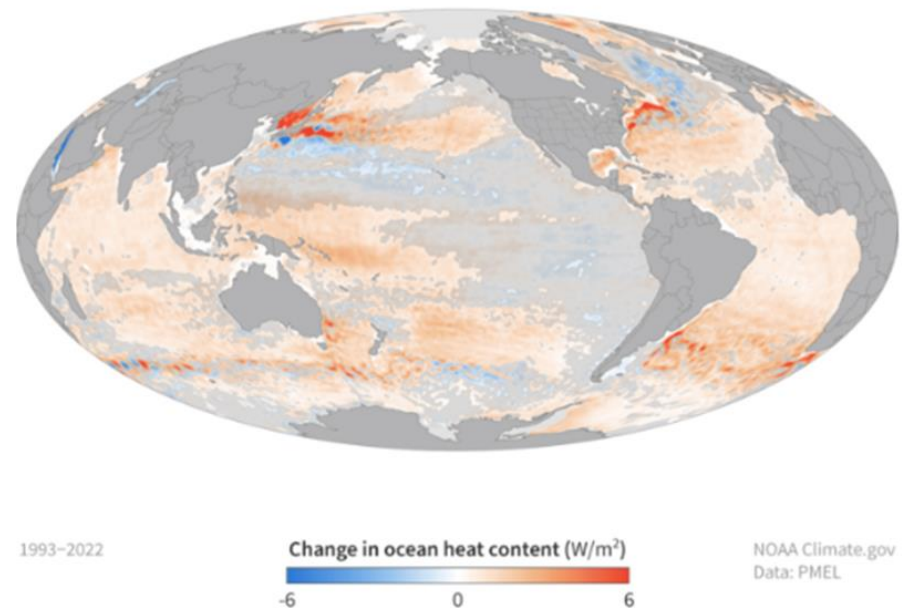 1993–2022
Change in ocean heat content (W/m²)
-6 0 6
NOAA Climate.gov
Data: PMEL